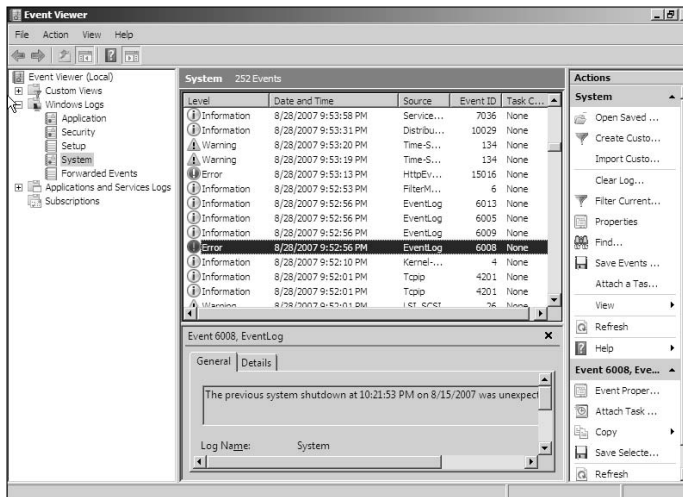 Event Viewer
File Action View Help
Event Viewer (Local)
Custom Views
Windows Logs
Application
Security
Setup
System
Forwarded Events
Applications and Services Logs
Subscriptions
System 252 Events
Level Date and Time Source Event ID Task C...
Information 8/28/2007 9:53:58 PM Service... 7036 None
Information 8/28/2007 9:53:31 PM Distribu... 10029 None
Warning 8/28/2007 9:53:20 PM Time-S... 134 None
Warning 8/28/2007 9:53:19 PM Time-S... 134 None
Error 8/28/2007 9:53:13 PM HttpEv... 15016 None
Information 8/28/2007 9:52:53 PM FilterM... 6 None
Information 8/28/2007 9:52:56 PM EventLog 6013 None
Information 8/28/2007 9:52:56 PM EventLog 6005 None
Information 8/28/2007 9:52:56 PM EventLog 6009 None
Error 8/28/2007 9:52:56 PM EventLog 6008 None
Information 8/28/2007 9:52:10 PM Kernel-... 4 None
Information 8/28/2007 9:52:01 PM Tcpip 4201 None
Information 8/28/2007 9:52:01 PM Tcpip 4201 None
Warning 8/28/2007 9:52:01 PM LSI_SCSI 26 None
Event 6008, EventLog
General Details
The previous system shutdown at 10:21:53 PM on 8/15/2007 was unexpect
Log Name: System
Actions
System
Open Saved ...
Create Custo...
Import Custo...
Clear Log...
Filter Current...
Properties
Find...
Save Events ...
Attach a Tas...
View
Refresh
Help
Event 6008, Eve...
Event Proper...
Attach Task ...
Copy
Save Selecte...
Refresh